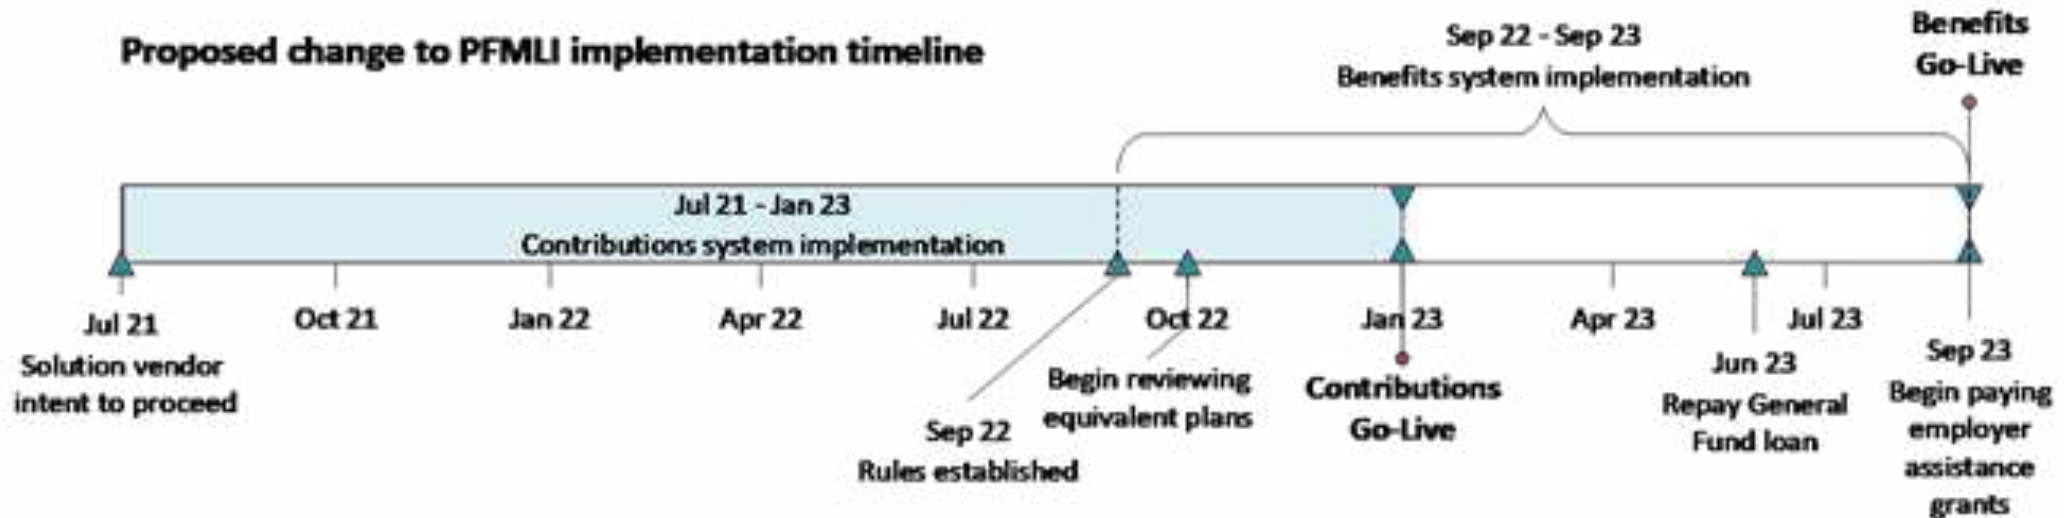 Proposed change to PFMLI implementation timeline
Sep 22 - Sep 23
Benefits system implementation
Benefits
Go-Live
Jul 21 - Jan 23
Contributions system implementation
Jul 21
Oct 21
Jan 22
Apr 22
Jul 22
Oct 22
Jan 23
Apr 23
Jul 23
Solution vendor
intent to proceed
Sep 22
Rules established
Begin reviewing
equivalent plans
Contributions
Go-Live
Jun 23
Repay General
Fund loan
Sep 23
Begin paying
employer
assistance
grants